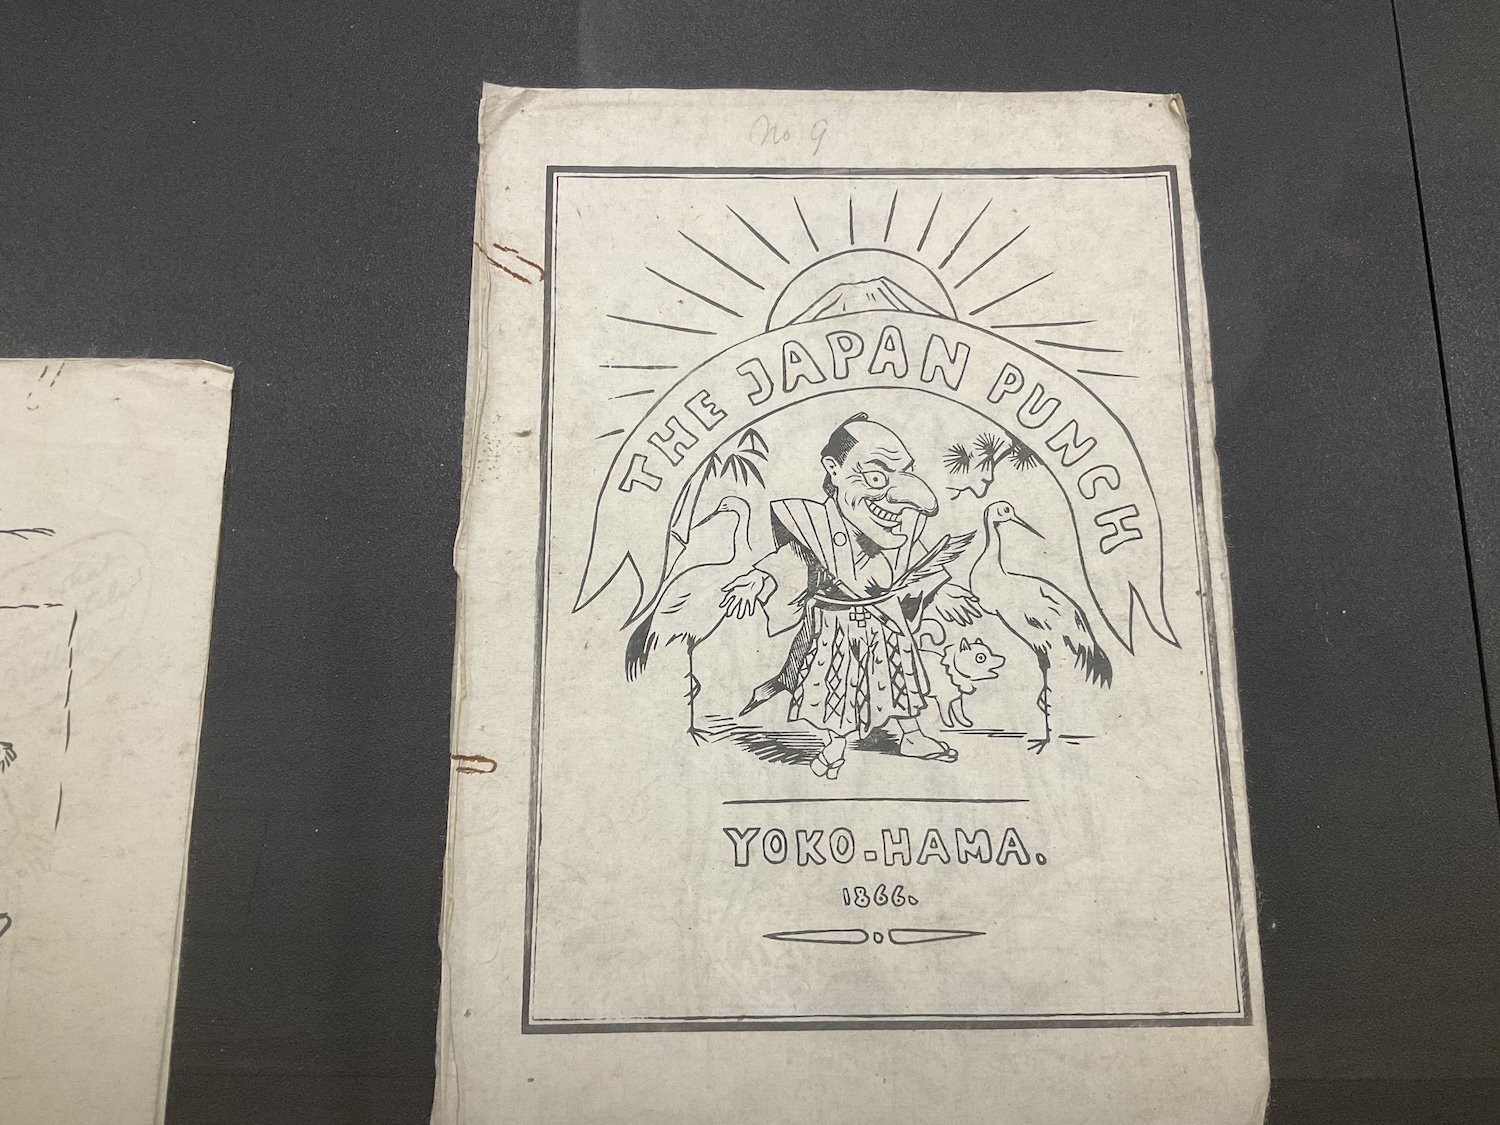 No 9
THE JAPAN PUNCH
YOKO-HAMA.
1866.